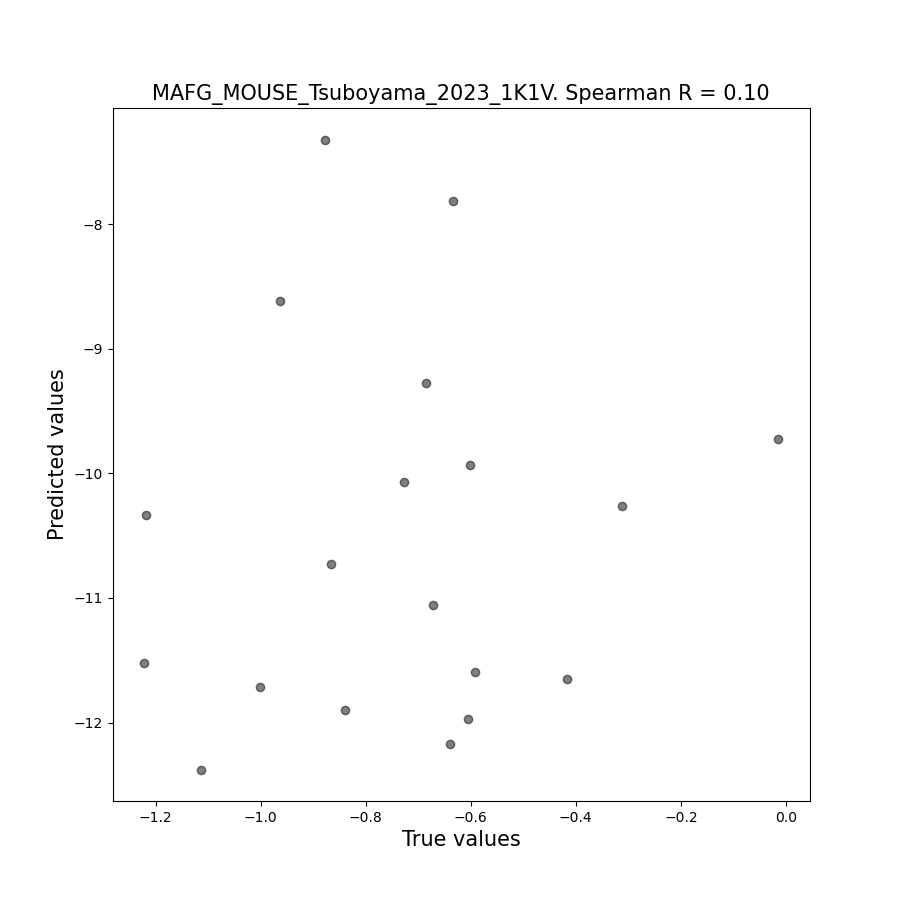 MAFG_MOUSE_Tsuboyama_2023_1K1V. Spearman R = 0.10
−8
−9
−10
−11
−12
Predicted values
−1.2 −1.0 −0.8 −0.6 −0.4 −0.2 0.0
True values